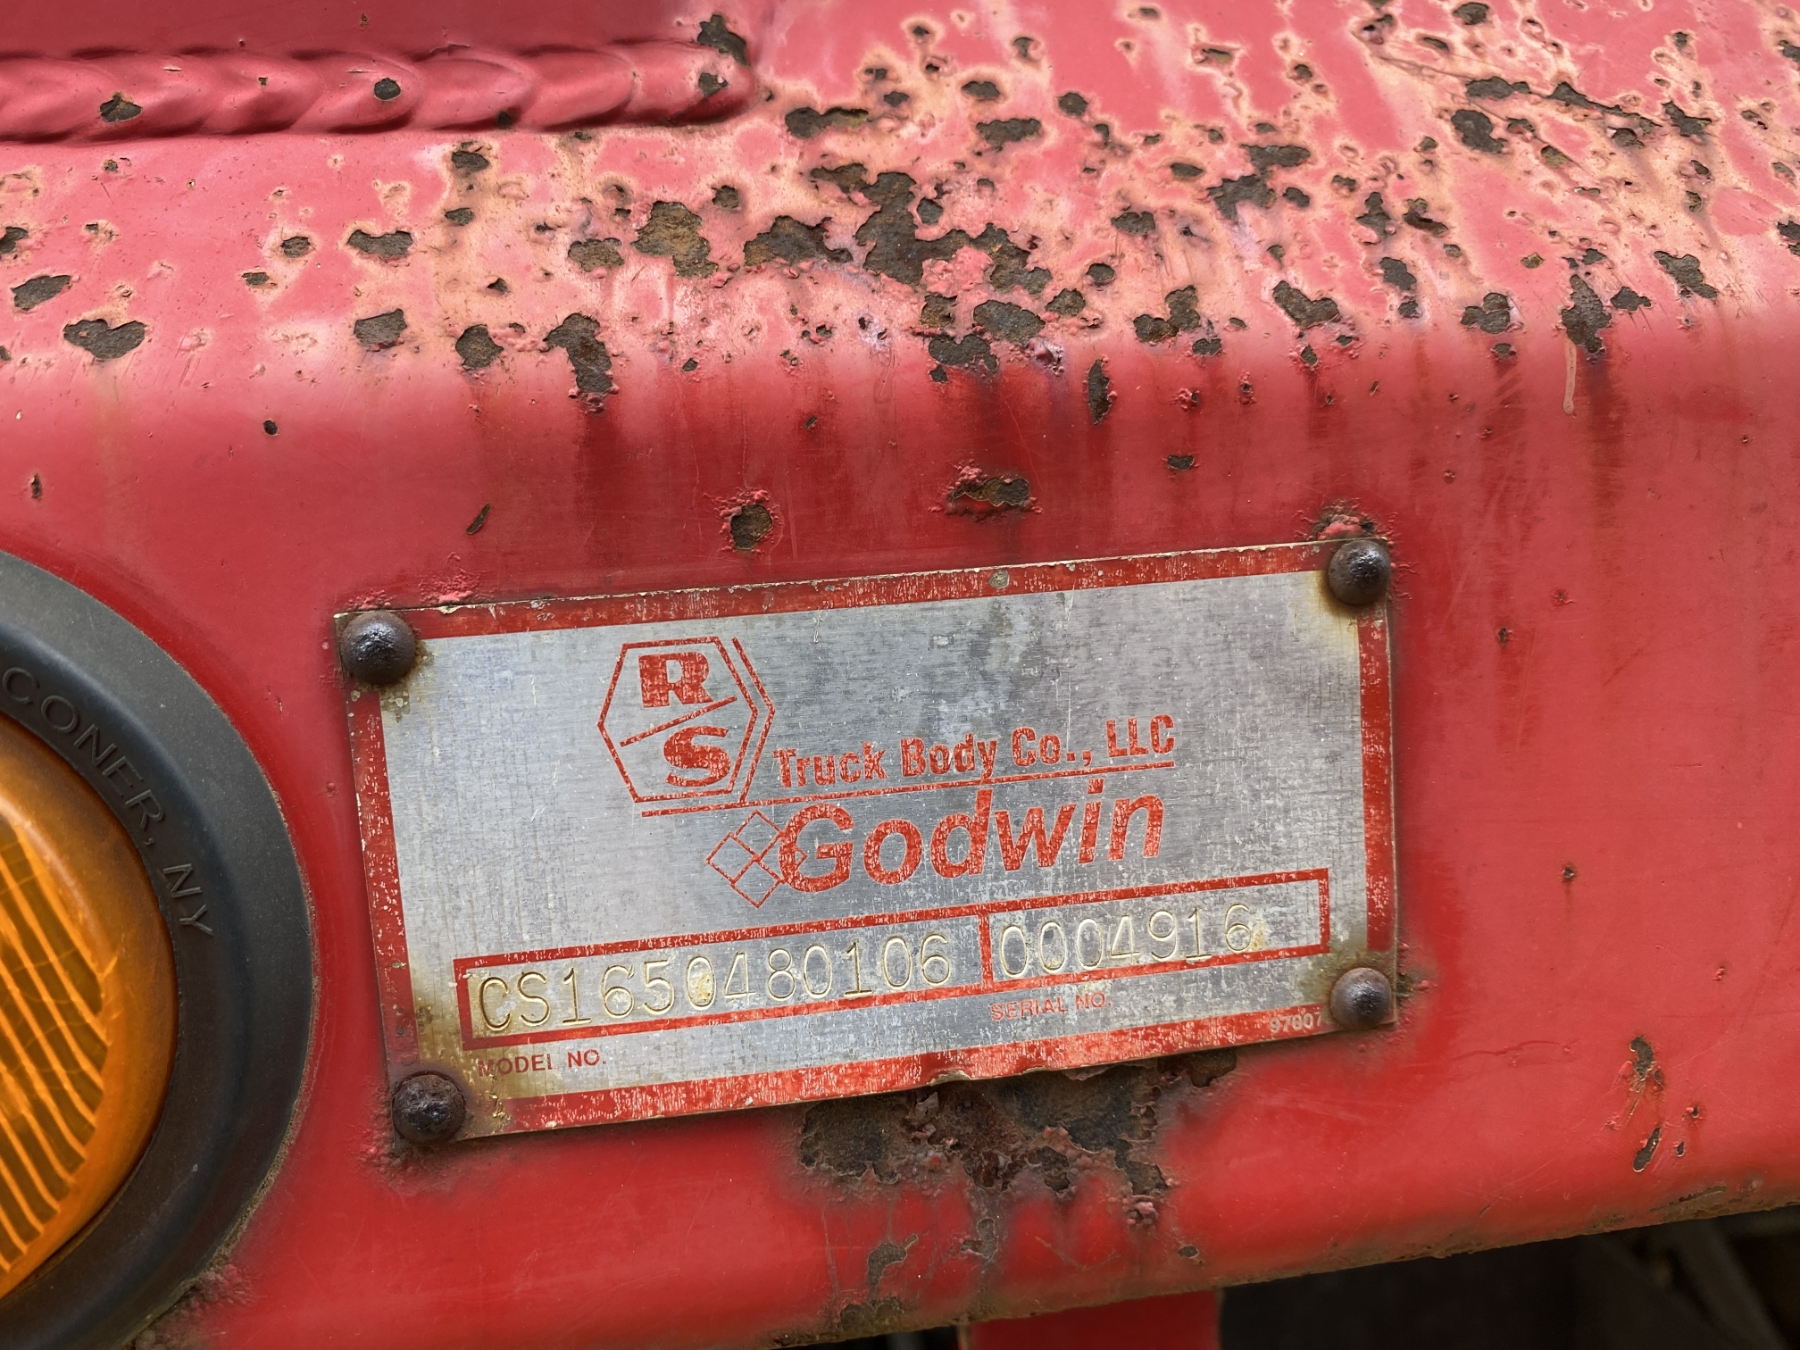 R/S
Truck Body Co., LLC
Godwin
CS1650480106 0004916
MODEL NO. SERIAL NO.
97007
CONER, NY